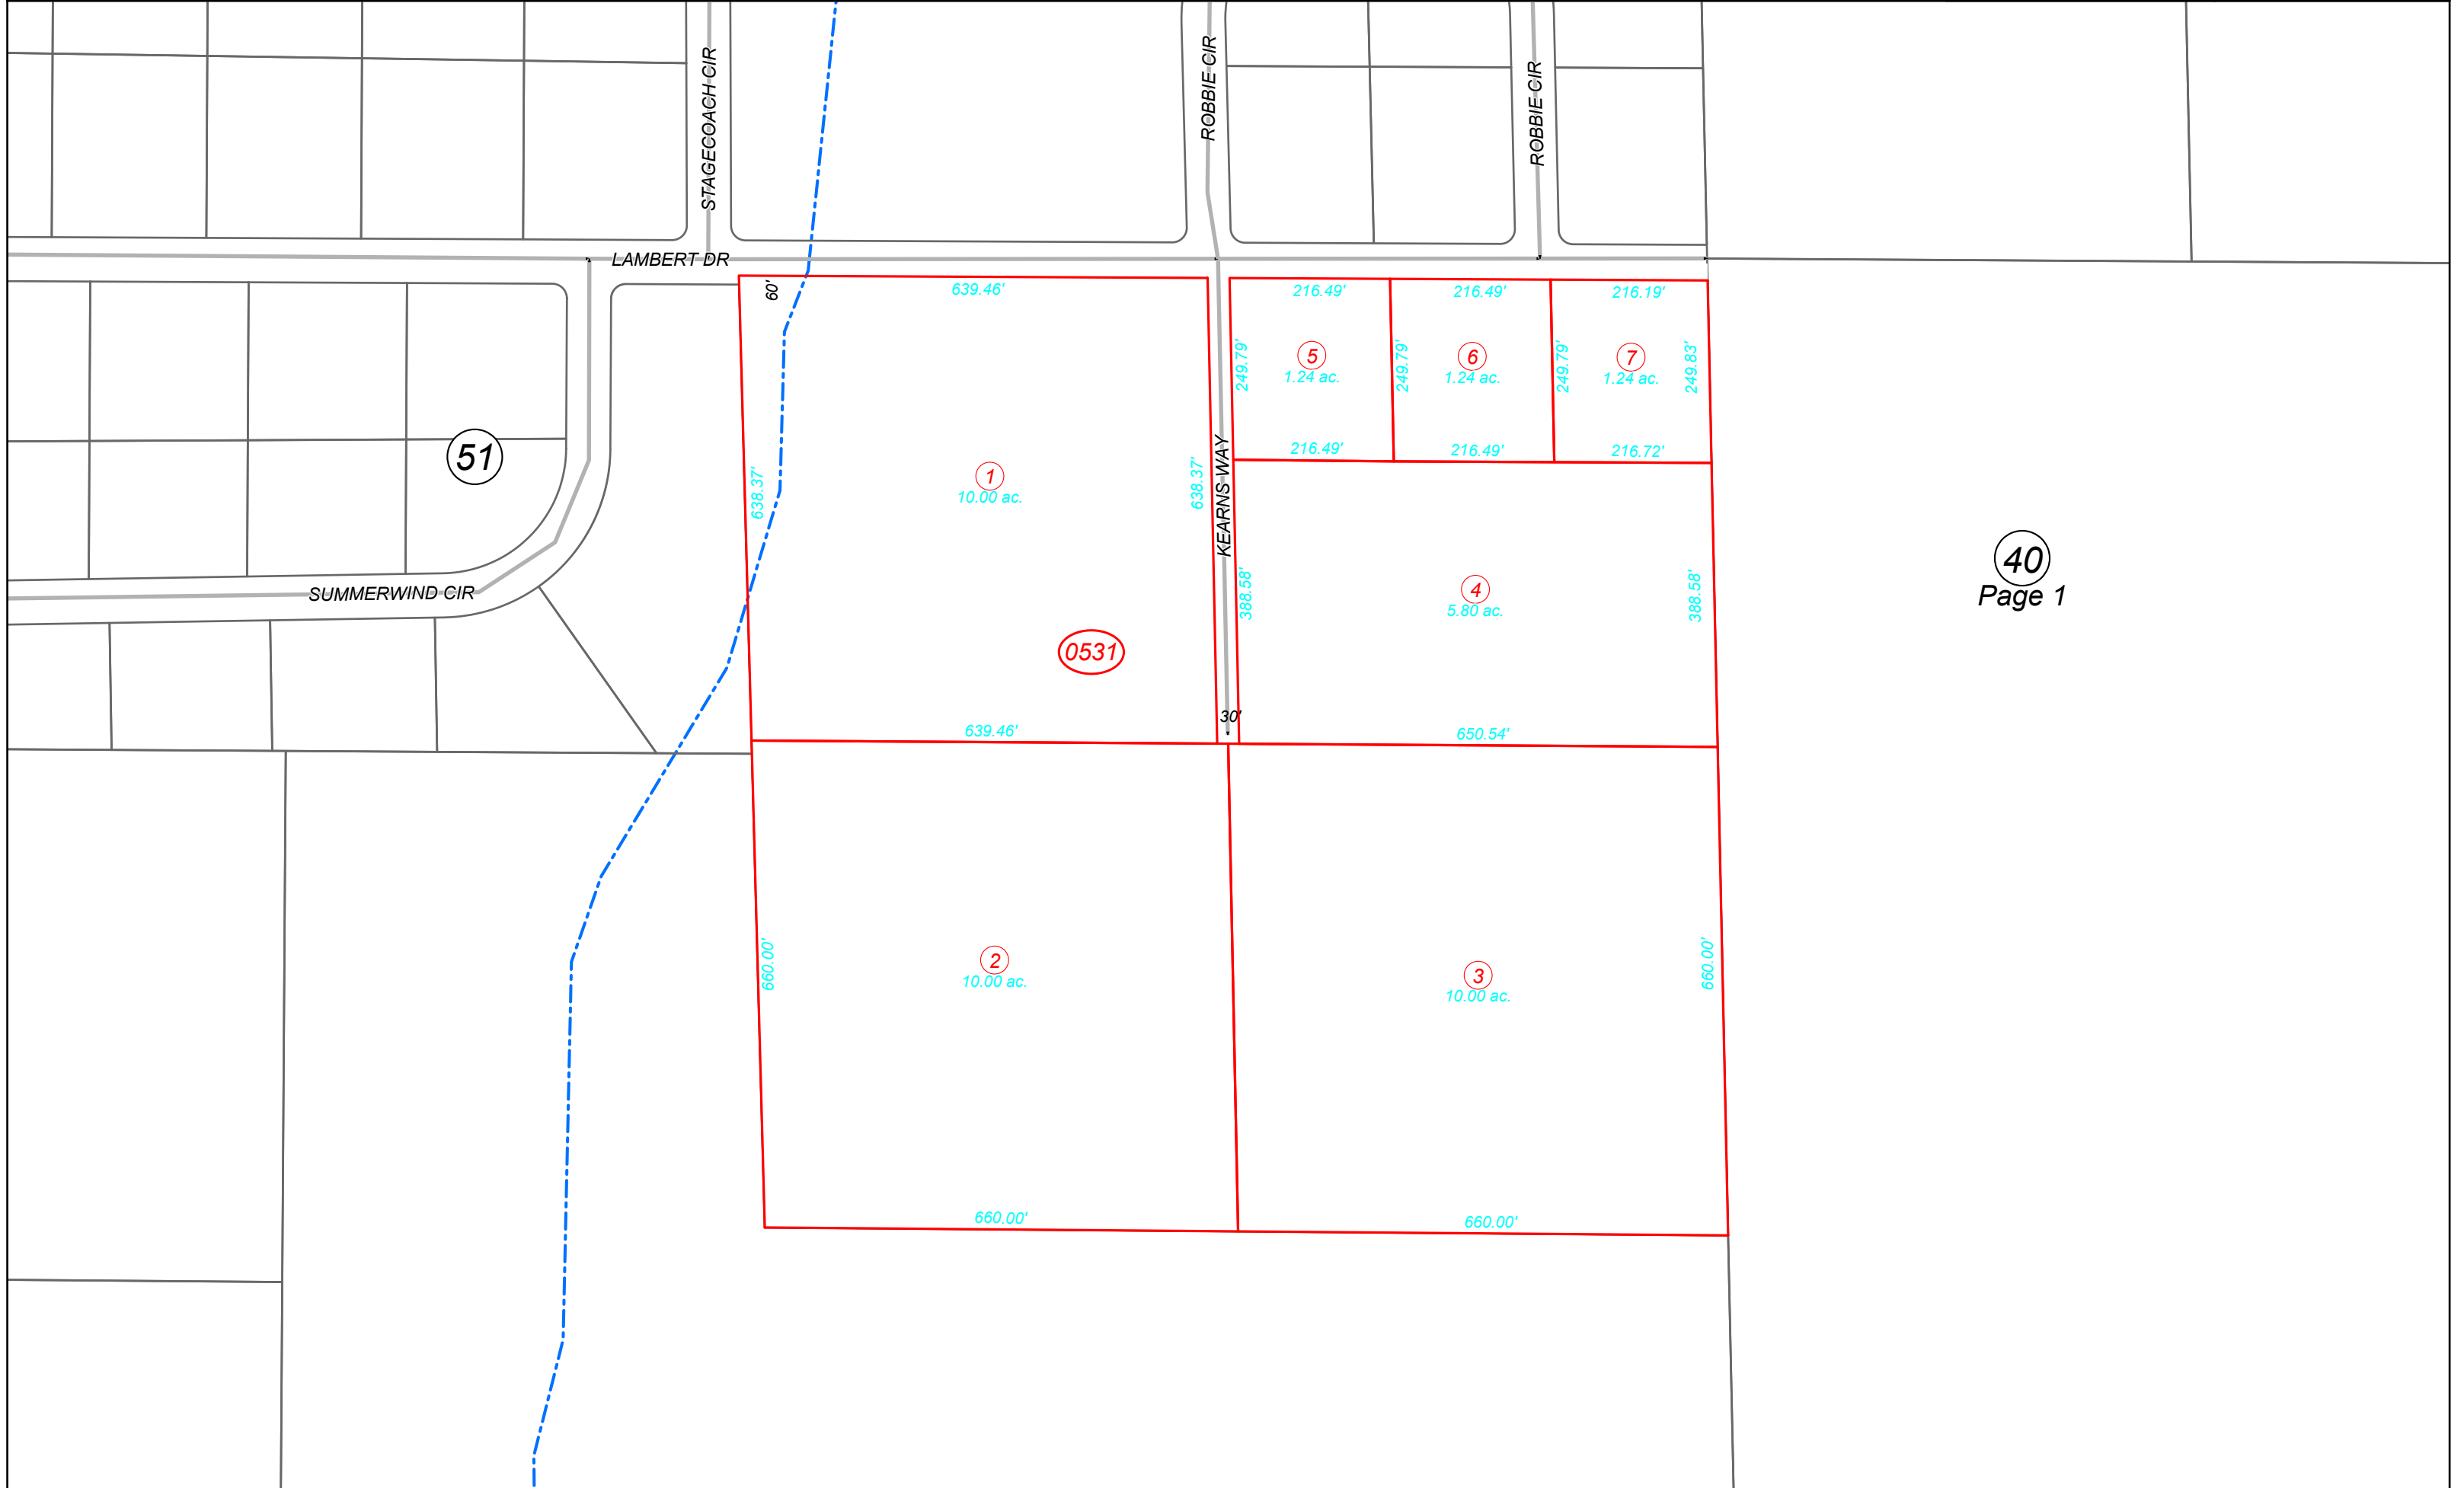 STAGECOACH CIR
ROBBIE CIR
ROBBIE CIR
LAMBERT DR
60'
639.46'
216.49'
216.49'
216.19'
249.79'
5
1.24 ac.
249.79'
6
1.24 ac.
249.79'
7
1.24 ac.
249.83'
216.49'
216.49'
216.72'
51
638.37'
1
10.00 ac.
638.37'
KEARNS WAY
SUMMERWIND CIR
388.58'
4
5.80 ac.
388.58'
40
Page 1
0531
30'
639.46'
650.54'
660.00'
2
10.00 ac.
3
10.00 ac.
660.00'
660.00'
660.00'